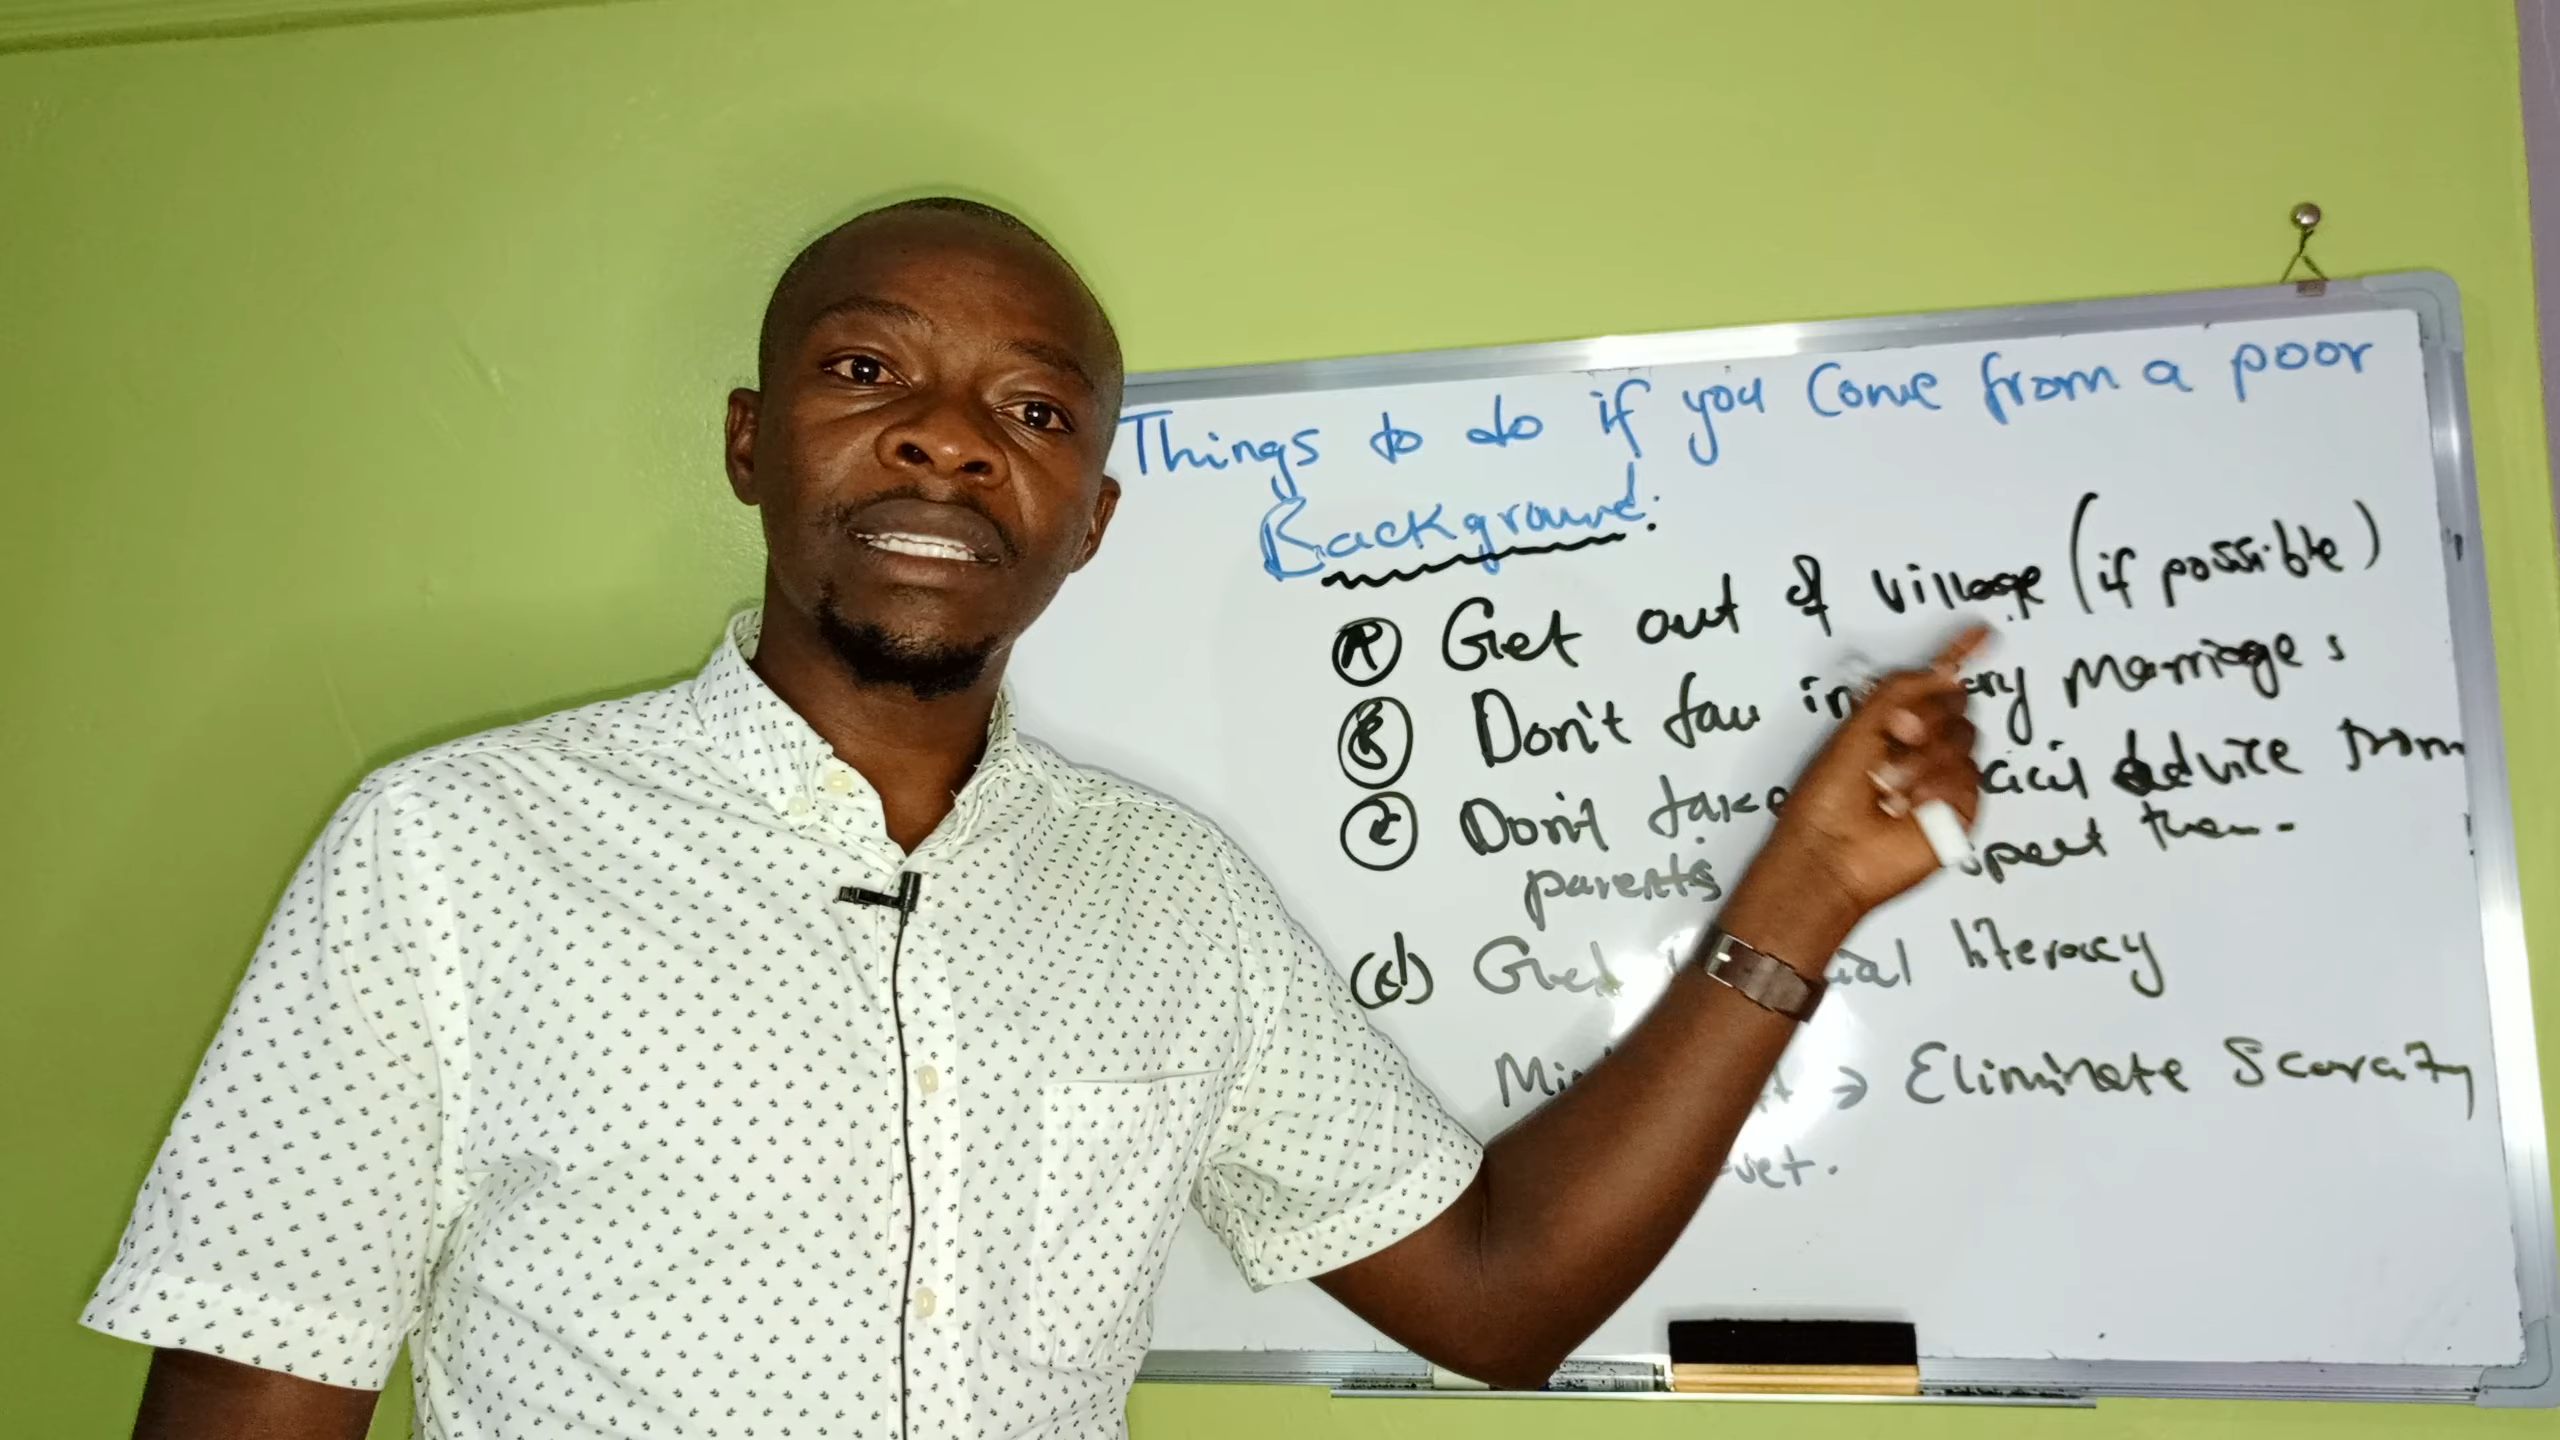 Things to do if you Come from a poor
Background:
(A) Get out of village (if possible)
(B) Don't fall in Marriages
(C) Don't take advice from
parents them.
(d) Get literacy
→ Eliminate Scarcity